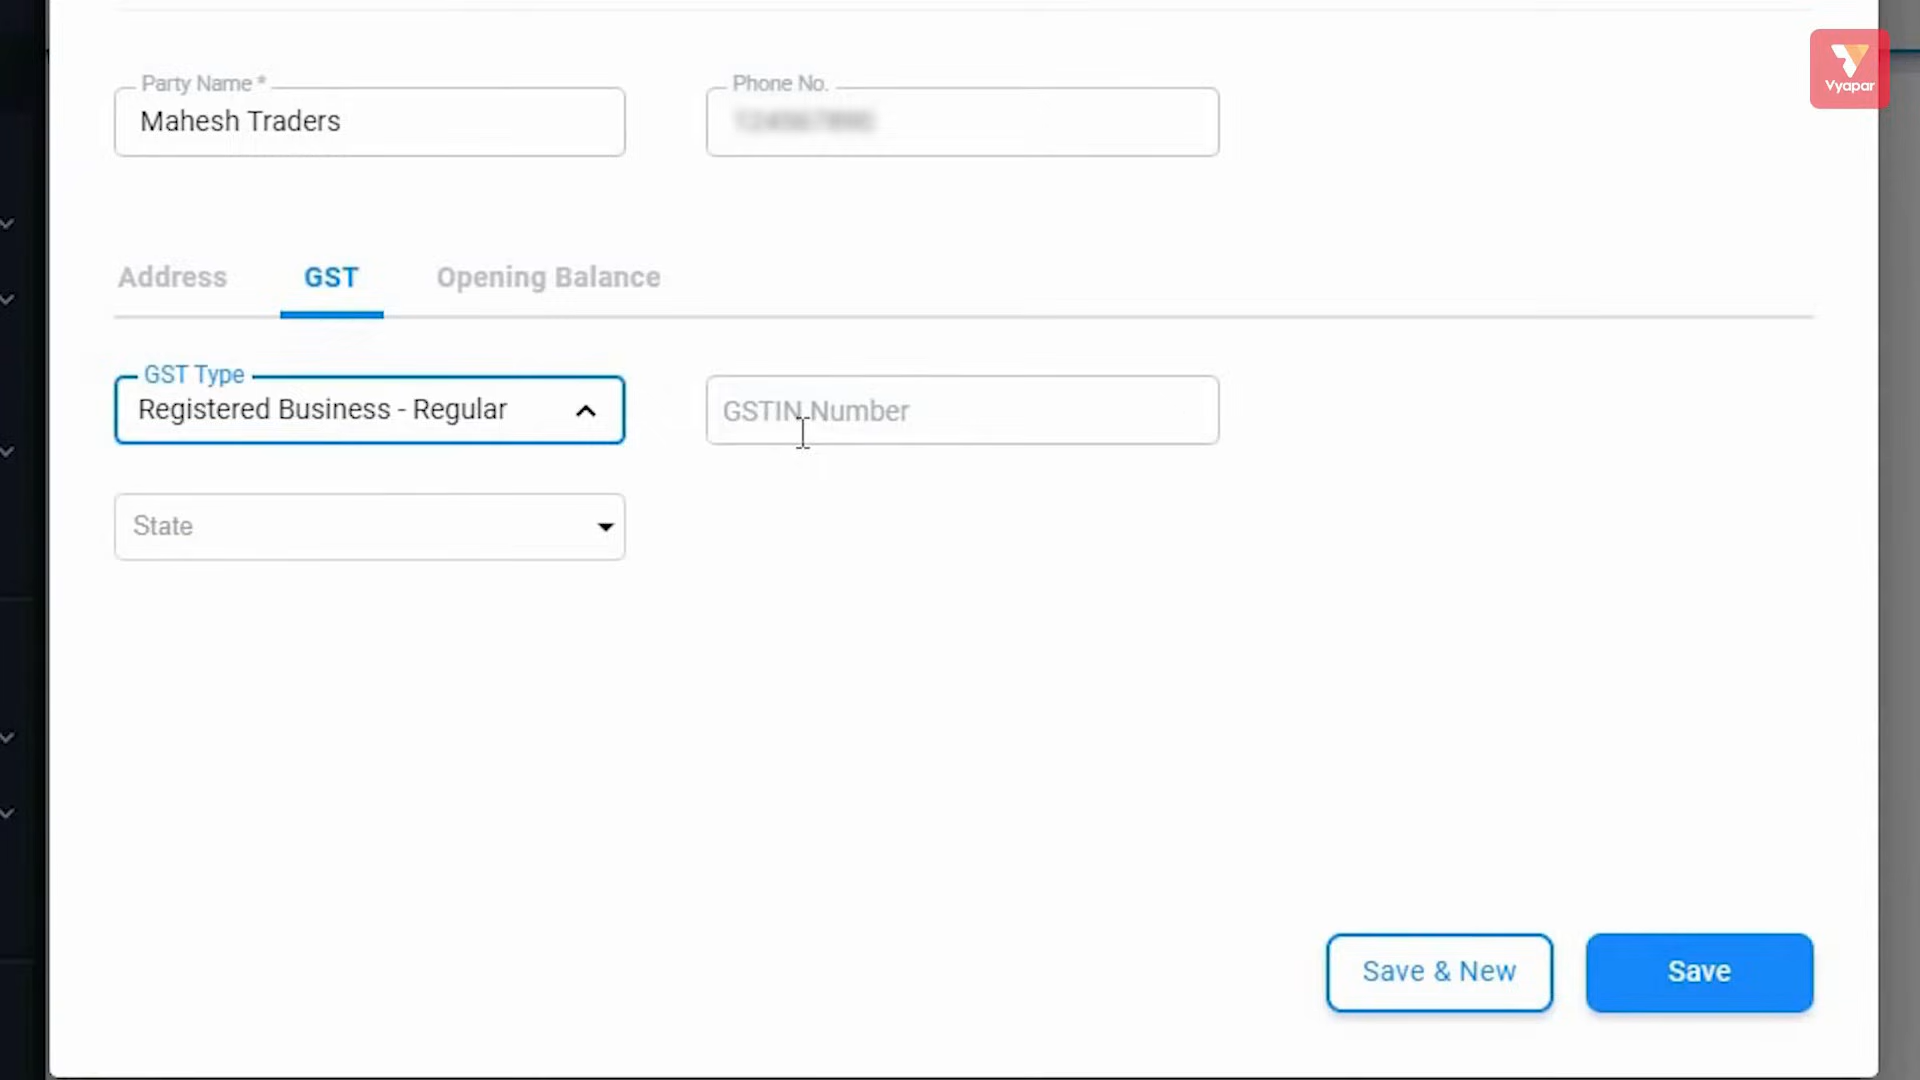 Vyapar
Party Name *
Mahesh Traders
Phone No.
Address
GST
Opening Balance
GST Type
Registered Business - Regular
GSTIN Number
State
Save & New
Save